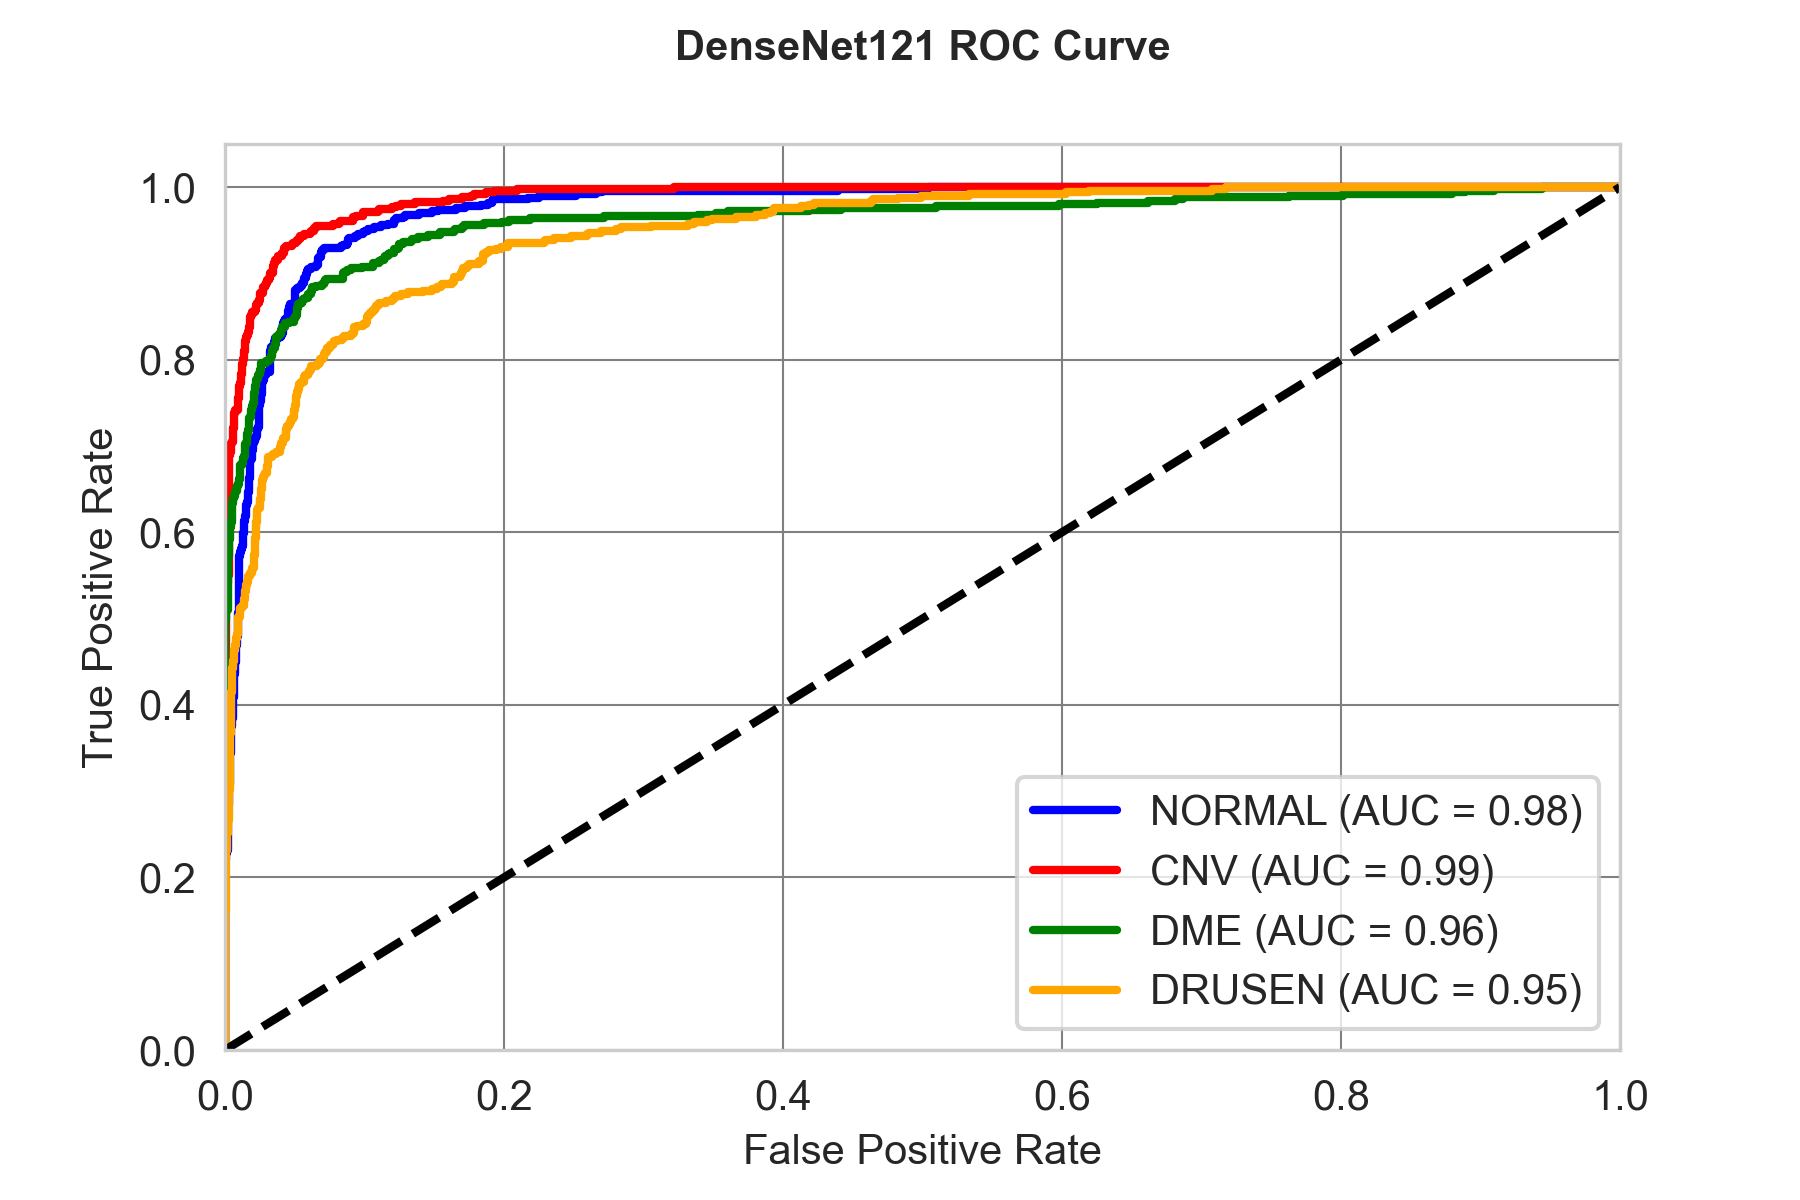 DenseNet121 ROC Curve
1.0
0.8
0.6
0.4
0.2
0.0
True Positive Rate
NORMAL (AUC = 0.98)
CNV (AUC = 0.99)
DME (AUC = 0.96)
DRUSEN (AUC = 0.95)
0.0 0.2 0.4 0.6 0.8 1.0
False Positive Rate